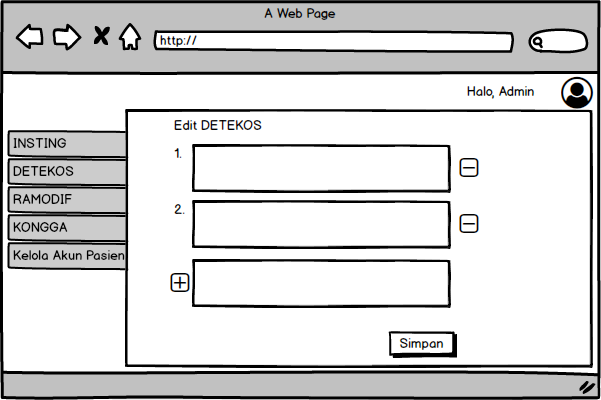 A Web Page
http://
Halo, Admin
Edit DETEKOS
1.
2.
INSTING
DETEKOS
RAMODIF
KONGGA
Kelola Akun Pasien
Simpan